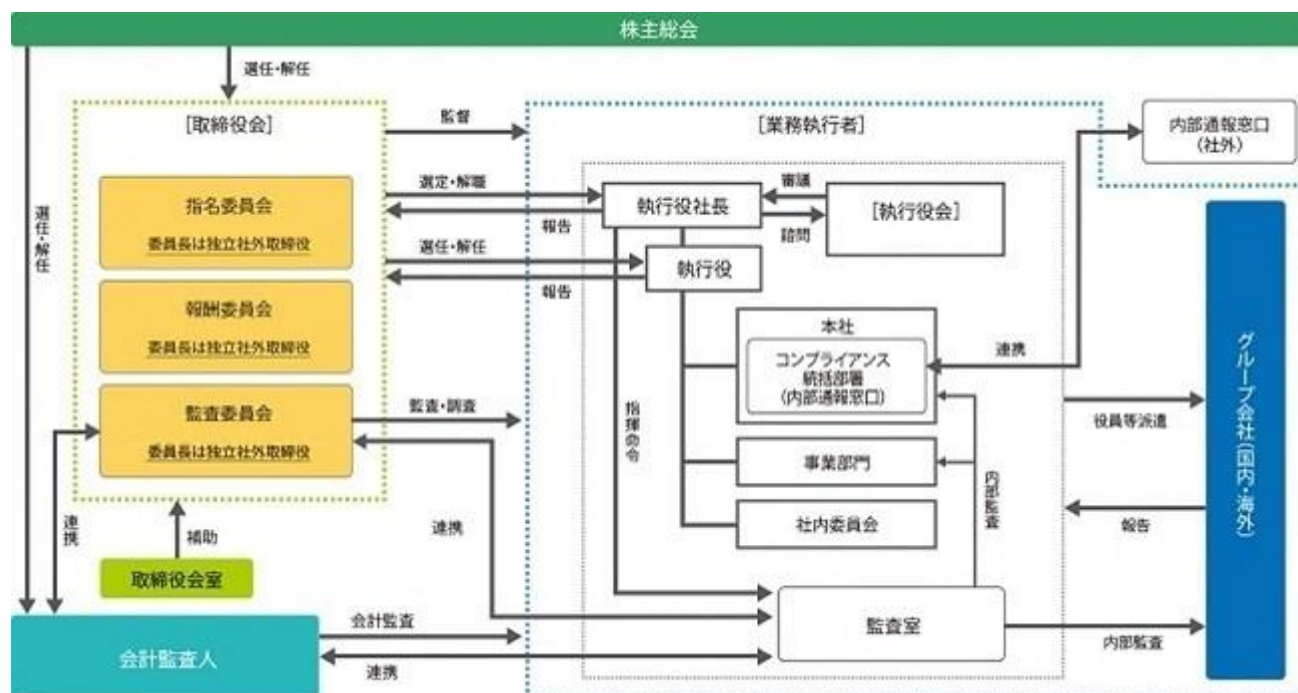 株主総会
選任・解任
選任・解任
[取締役会]
指名委員会
委員長は独立社外取締役
報酬委員会
委員長は独立社外取締役
監査委員会
委員長は独立社外取締役
連携
補助
取締役会室
会計監査人
監督
選定・解職
報告
選任・解任
報告
監査・調査
連携
会計監査
連携
[業務執行者]
執行役社長
審議
諮問
[執行役会]
執行役
指揮命令
本社
コンプライアンス
統括部署
(内部通報窓口)
連携
事業部門
社内委員会
内部監査
監査室
内部通報窓口
(社外)
役員等派遣
報告
内部監査
グループ会社(国内・海外)